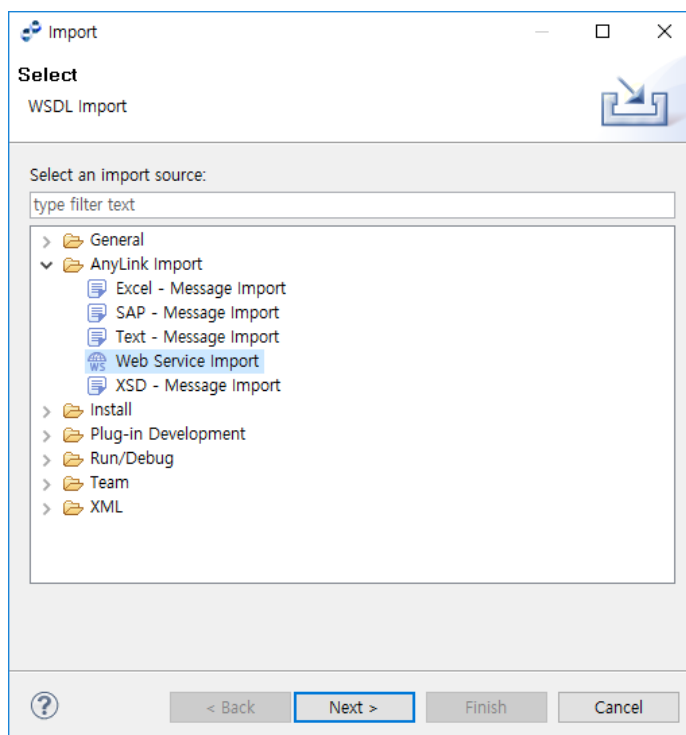 Import
Select
WSDL Import
Select an import source:
type filter text
General
AnyLink Import
Excel - Message Import
SAP - Message Import
Text - Message Import
WS Web Service Import
XSD - Message Import
Install
Plug-in Development
Run/Debug
Team
XML
? < Back Next > Finish Cancel